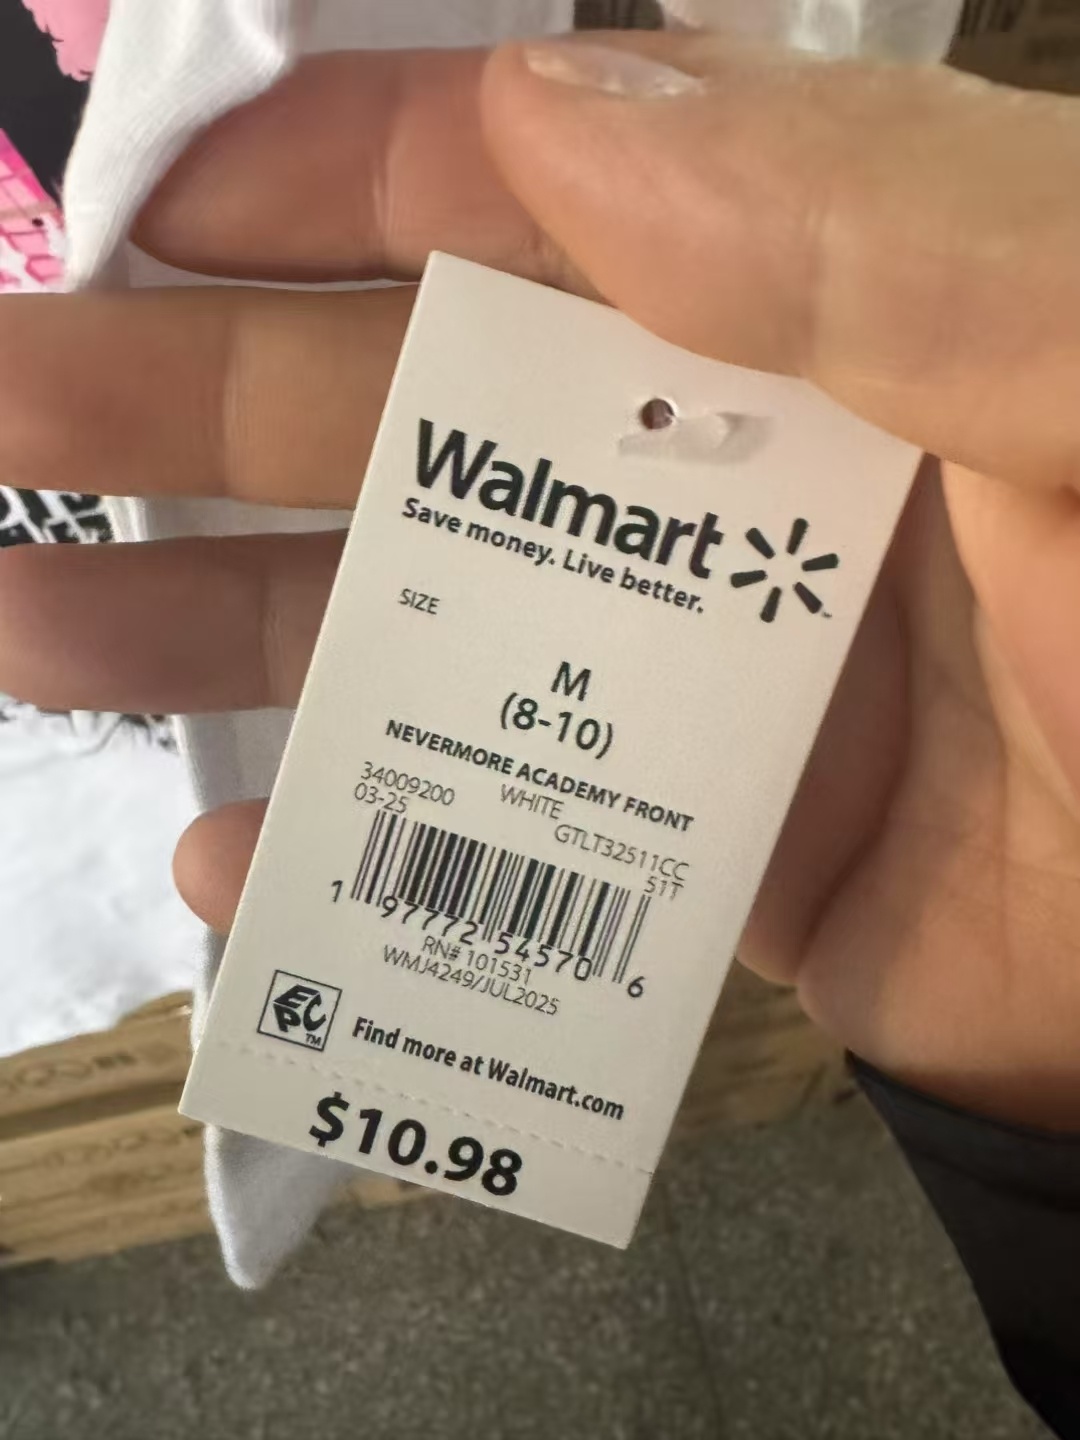 Walmart
Save money. Live better.
SIZE
M
(8-10)
NEVERMORE ACADEMY FRONT
34009200 WHITE
03-25 GTLT32511CC
51T
1 97772 54570 6
RN# 101531
WMJ4249/JUL2025
EPC™
Find more at Walmart.com
$10.98